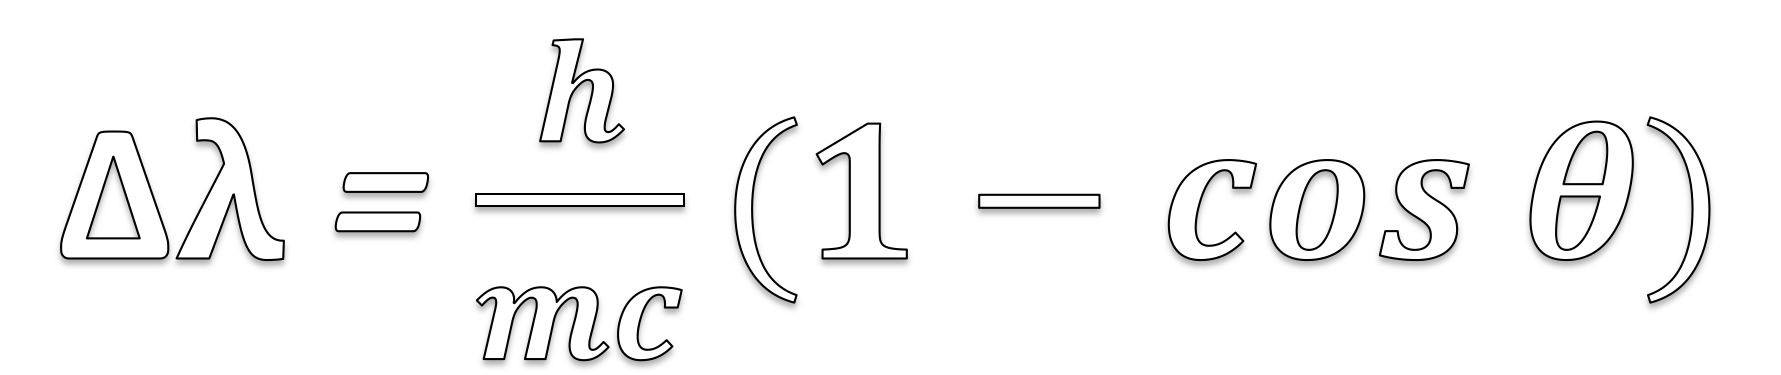 Δλ = h/mc (1 − cos θ)